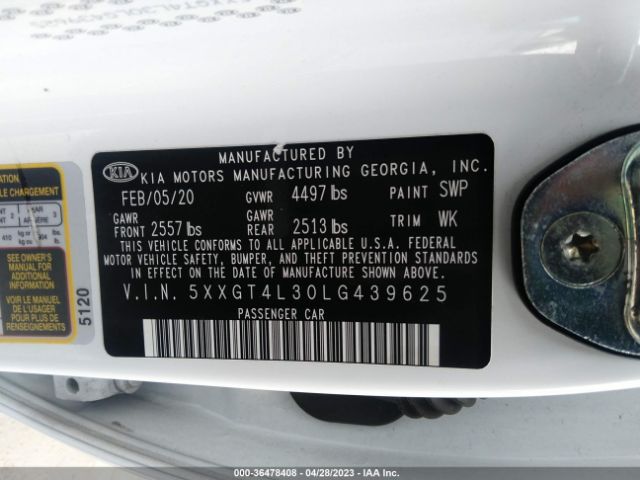 MANUFACTURED BY
KIA KIA MOTORS MANUFACTURING GEORGIA, INC.
FEB/05/20 GVWR 4497 lbs PAINT SWP
GAWR FRONT 2557 lbs GAWR REAR 2513 lbs TRIM WK
THIS VEHICLE CONFORMS TO ALL APPLICABLE U.S.A. FEDERAL
MOTOR VEHICLE SAFETY, BUMPER, AND THEFT PREVENTION STANDARDS
IN EFFECT ON THE DATE OF MANUFACTURE SHOWN ABOVE.
V.I.N. 5XXGT4L30LG439625
PASSENGER CAR
CHARGEMENT
SEE OWNER'S
MANUAL FOR
ADDITIONAL
INFORMATION
VOIR LE MANUEL
DE L'USAGER
POUR PLUS DE
RENSEIGNEMENTS
5120
000-36478408 - 04/28/2023 - IAA Inc.